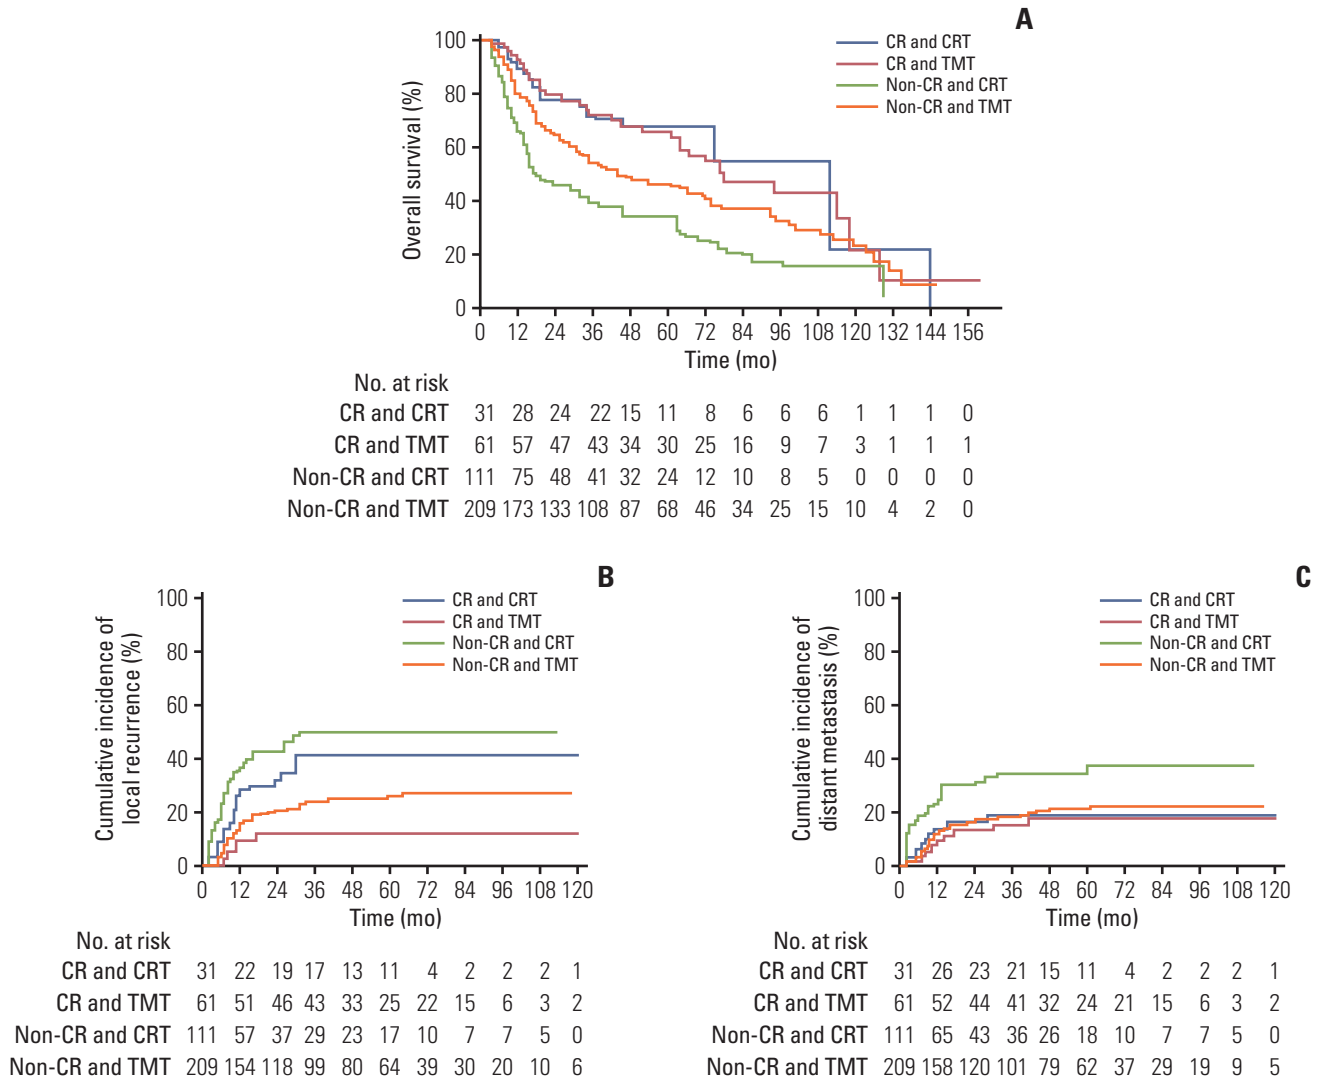 A
Overall survival (%)
100
80
60
40
20
0
CR and CRT
CR and TMT
Non-CR and CRT
Non-CR and TMT
0 12 24 36 48 60 72 84 96 108 120 132 144 156
Time (mo)
No. at risk
CR and CRT 31 28 24 22 15 11 8 6 6 6 1 1 1 0
CR and TMT 61 57 47 43 34 30 25 16 9 7 3 1 1 1
Non-CR and CRT 111 75 48 41 32 24 12 10 8 5 0 0 0 0
Non-CR and TMT 209 173 133 108 87 68 46 34 25 15 10 4 2 0
B
Cumulative incidence of
local recurrence (%)
100
80
60
40
20
0
CR and CRT
CR and TMT
Non-CR and CRT
Non-CR and TMT
0 12 24 36 48 60 72 84 96 108 120
Time (mo)
No. at risk
CR and CRT 31 22 19 17 13 11 4 2 2 2 1
CR and TMT 61 51 46 43 33 25 22 15 6 3 2
Non-CR and CRT 111 57 37 29 23 17 10 7 7 5 0
Non-CR and TMT 209 154 118 99 80 64 39 30 20 10 6
C
Cumulative incidence of
distant metastasis (%)
100
80
60
40
20
0
CR and CRT
CR and TMT
Non-CR and CRT
Non-CR and TMT
0 12 24 36 48 60 72 84 96 108 120
Time (mo)
No. at risk
CR and CRT 31 26 23 21 15 11 4 2 2 2 1
CR and TMT 61 52 44 41 32 24 21 15 6 3 2
Non-CR and CRT 111 65 43 36 26 18 10 7 7 5 0
Non-CR and TMT 209 158 120 101 79 62 37 29 19 9 5